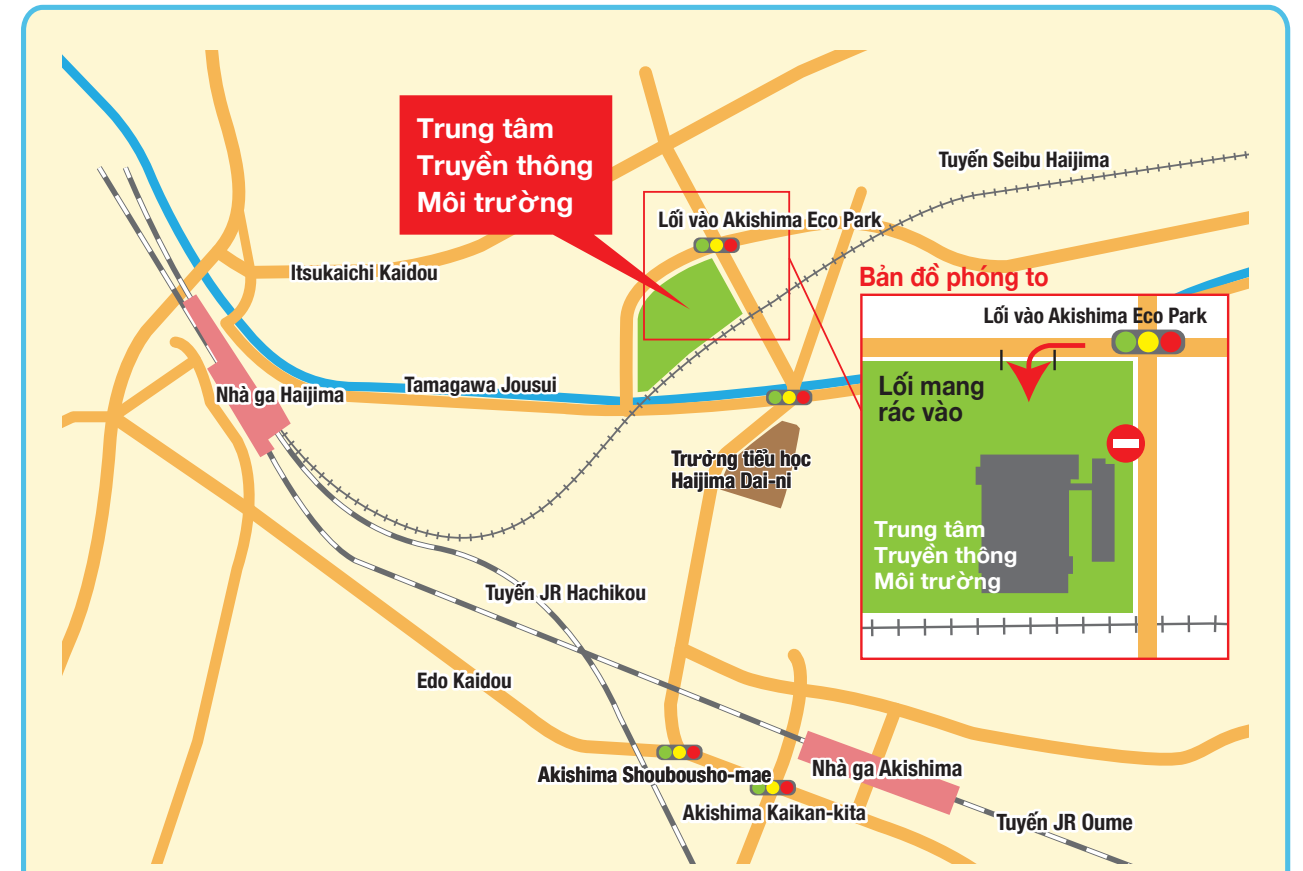 Trung tâm
Truyền thông
Môi trường
Tuyến Seibu Haijima
Lối vào Akishima Eco Park
Itsukaichi Kaidou
Bản đồ phóng to
Lối vào Akishima Eco Park
Lối mang
rác vào
Trung tâm
Truyền thông
Môi trường
Nhà ga Haijima
Tamagawa Jousui
Trường tiểu học
Haijima Dai-ni
Tuyến JR Hachikou
Edo Kaidou
Akishima Shoubousho-mae
Nhà ga Akishima
Akishima Kaikan-kita
Tuyến JR Oume